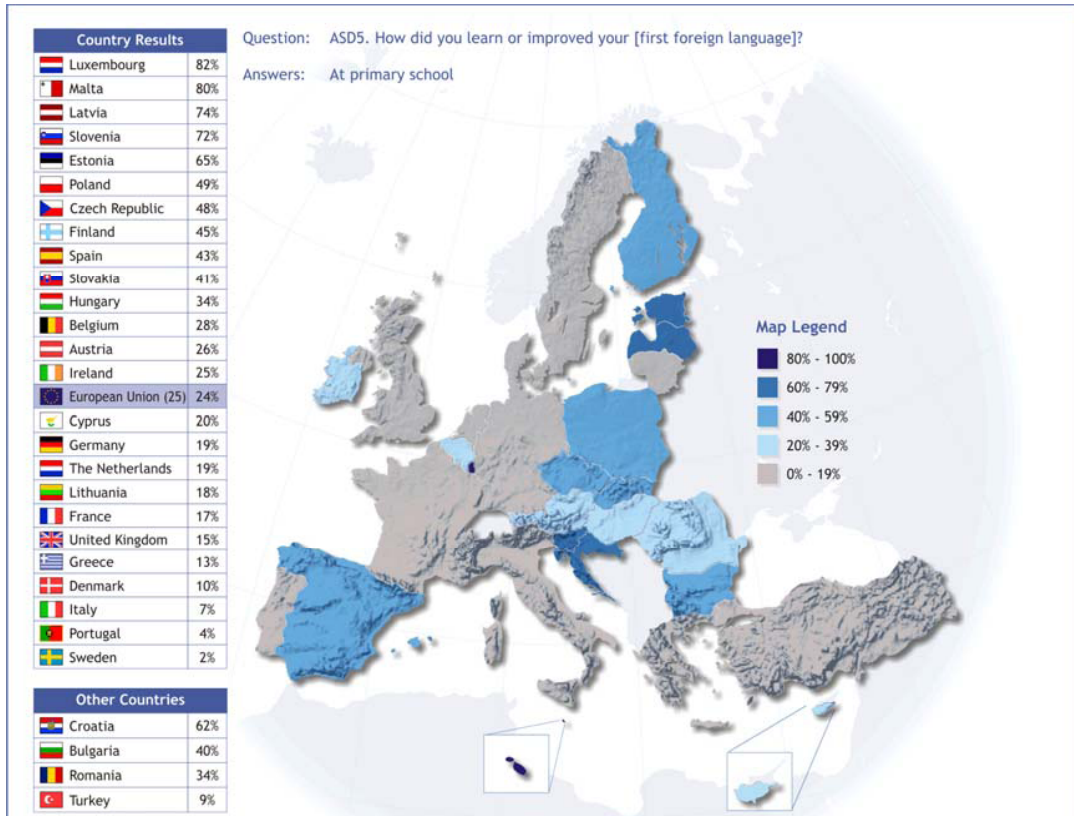 Country Results
Luxembourg 82%
Malta 80%
Latvia 74%
Slovenia 72%
Estonia 65%
Poland 49%
Czech Republic 48%
Finland 45%
Spain 43%
Slovakia 41%
Hungary 34%
Belgium 28%
Austria 26%
Ireland 25%
European Union (25) 24%
Cyprus 20%
Germany 19%
The Netherlands 19%
Lithuania 18%
France 17%
United Kingdom 15%
Greece 13%
Denmark 10%
Italy 7%
Portugal 4%
Sweden 2%
Other Countries
Croatia 62%
Bulgaria 40%
Romania 34%
Turkey 9%
Question: ASD5. How did you learn or improved your [first foreign language]?
Answers: At primary school
Map Legend
80% - 100%
60% - 79%
40% - 59%
20% - 39%
0% - 19%